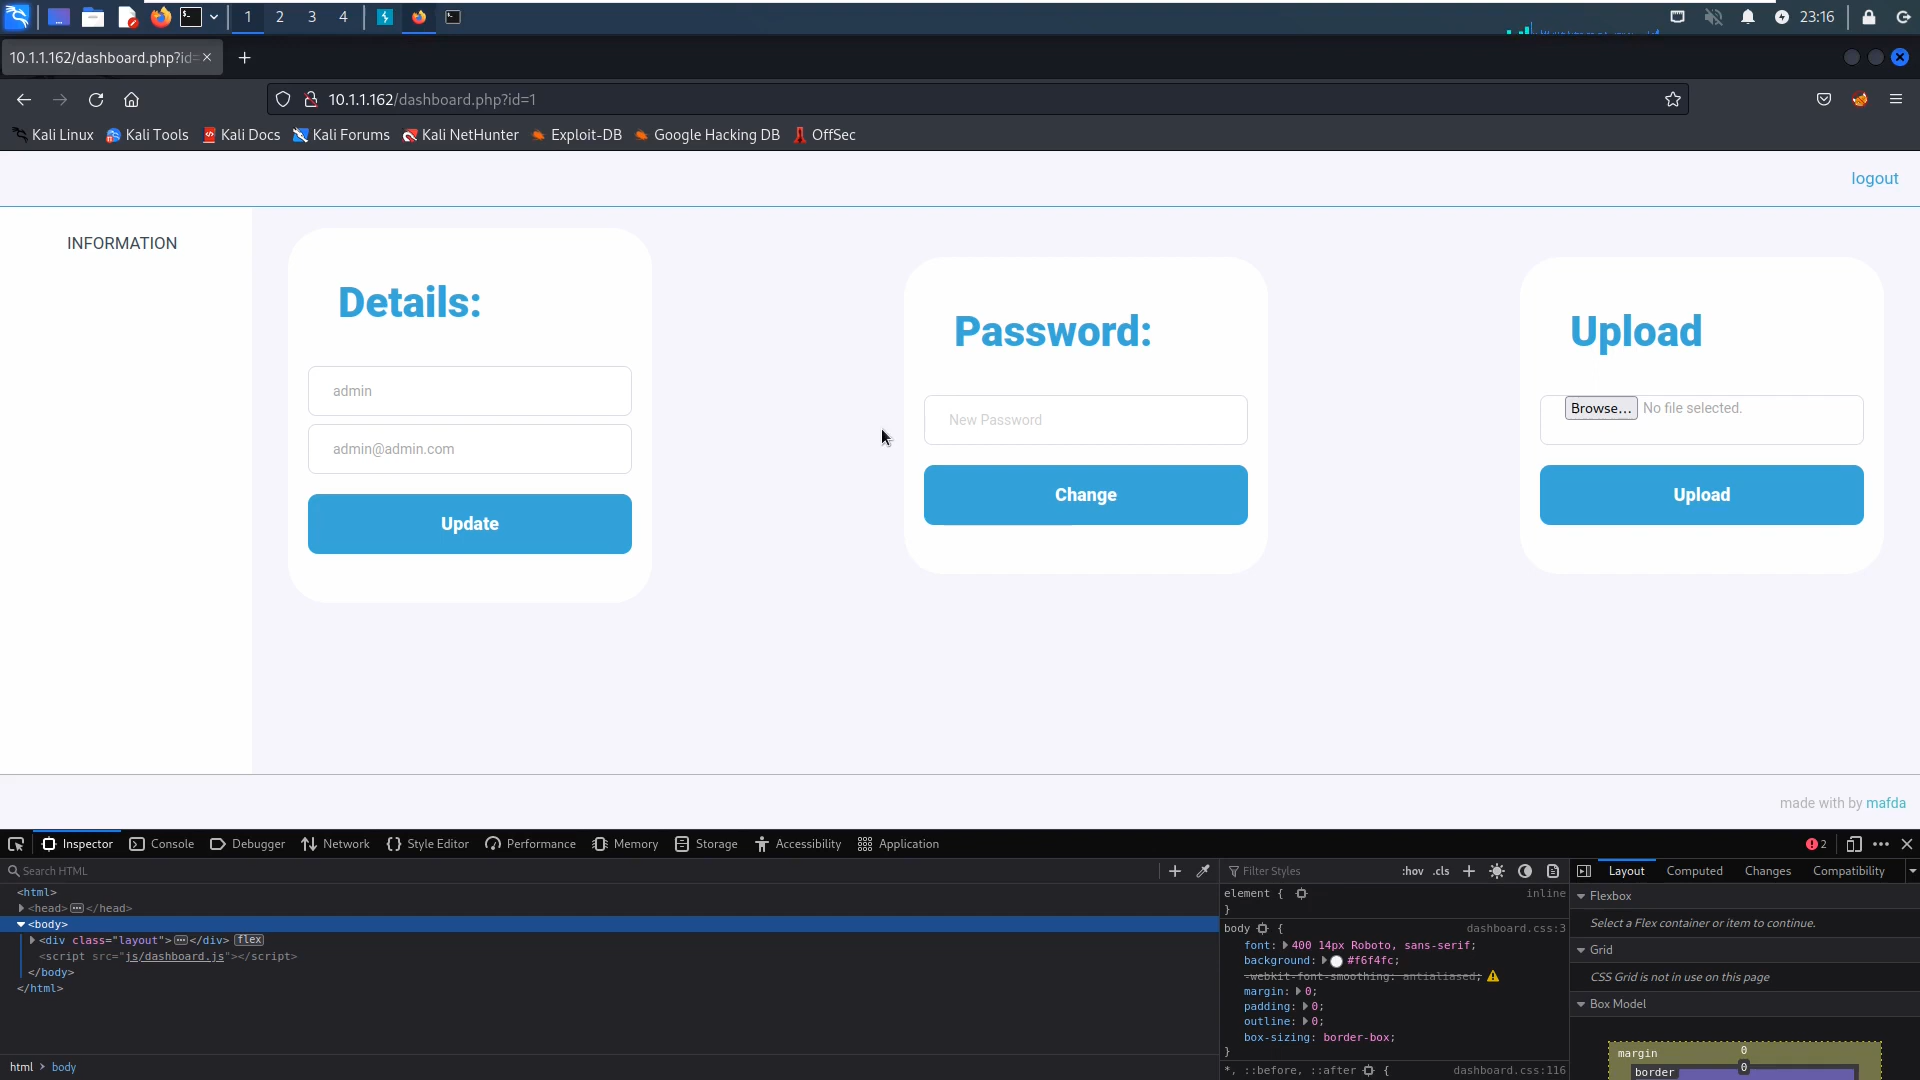 1 2 3 4 23:16
10.1.1.162/dashboard.php?id=
10.1.1.162/dashboard.php?id=1
Kali Linux Kali Tools Kali Docs Kali Forums Kali NetHunter Exploit-DB Google Hacking DB OffSec
logout
INFORMATION
Details:
admin
admin@admin.com
Update
Password:
New Password
Change
Upload
Browse... No file selected.
Upload
made with by mafda
Inspector Console Debugger Network Style Editor Performance Memory Storage Accessibility Application 2
Search HTML
<html>
<head> </head>
<body>
<div class="layout"> </div> flex
<script src="js/dashboard.js"></script>
</body>
</html>
html > body
Filter Styles :hov .cls
element { inline
}
body { dashboard.css:3
font: 400 14px Roboto, sans-serif;
background: #f6f4fc;
-webkit-font-smoothing: antialiased;
margin: 0;
padding: 0;
outline: 0;
box-sizing: border-box;
}
*, ::before, ::after { dashboard.css:116
Layout Computed Changes Compatibility
Flexbox
Select a Flex container or item to continue.
Grid
CSS Grid is not in use on this page
Box Model
margin 0
border 0